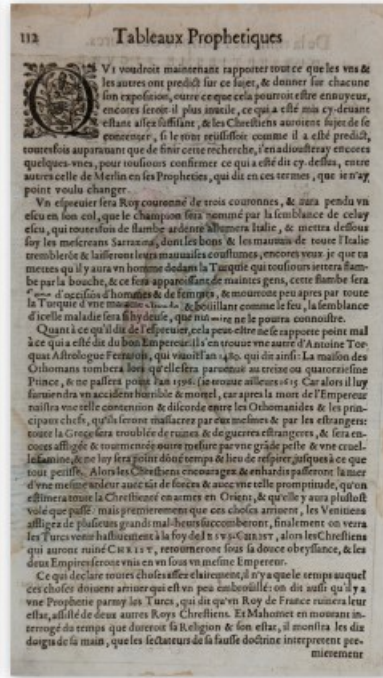 112 Tableaux Prophetiques
QVi voudroit maintenant rapporter tout ce que les vns &
les autres ont predict sur ce sujet, & donner sur chacune
son exposition, outre ce que cela pourroit estre ennuyeux,
encores seroit il plus inutile, ce qui a esté mis cy-deuant
estant assez suffisant, & les Chrestiens auroient sujet de se
contenter, si le tout reüssissoit comme il a esté predict,
toutesfois auparauant que de finir cette recherche, i'en adiousteray encores
quelques-vnes, pour tousiours confirmer ce qui a esté dit cy-dessus, entre
autres celle de Merlin en ses Propheties, qui dit en ces termes, que ie n'ay
point voulu changer.
Vn espreuier sera Roy couronné de trois couronnes, & aura pendu vn
escu en son col, que le champion sera nommé par la semblance de celay
escu, qui toutesfois de flambe ardente allumera Italie, & mettra dessous
soy les mescreans Sarrazins, dont les bons & les mauuais de toute l'Italie
tremblerõt & laisseront leurs mauuaises coustumes, encores veux je que tu
mettes qu'il y aura vn homme dedans la Turquie qui tousiours iettera flam-
be par la bouche, & ce sera apparoissant de maintes gens, cette flambe sera
d'occision d'hommes & de femmes, & mourront peu apres par toute
la Turquie d'vne & bouillant comme le feu, la semblance
d'icelle maladie sera si hydeuse, que nul ne le pourra connoistre.
Quant à ce qu'il dit de l'espreuier, cela peut-estre ne se rapporte point mal
à ce qui a esté dit du bon Empereur. Il s'en trouue vne autre d'Antoine Tor-
quat Astrologue Ferrarois, qui viuoit l'an 1480. qui dit ainsi: La maison des
Othomans tombera lors qu'elle sera paruenuë au treize ou quatorziesme
Prince, & ne passera point l'an 1596. (se trouue ailleurs 1615) Car alors il luy
suruiendra vn accident horrible & mortel, car apres la mort de l'Empereur
naistra vne telle contention & discorde entre les Othomanides & les prin-
cipaux chefs, qu'ils seront massacrez par eux mesmes & par les estrangers:
toute la Grece sera troublée de ruines & de guerres estrangeres, & sera en-
cores affligée & tourmentée outre mesure par vne grãde peste & vne cruel-
le famine, & ne luy sera point donc temps & lieu de respirer, jusques à ce que
tout perisse. Alors les Chrestiens encouragez & enhardis passeront la mer
d'vne mesme ardeur auec tãt de forces & auec vne telle promptitude, qu'on
estimera toute la Chrestienté en armes en Orient, & qu'elle y aura plustost
volé que passé: mais premierement que ces choses arriuent, les Venitiens
affligez de plusieurs grands mal-heurs succomberont, finalement on verra
les Turcs venir hastiuement à la foy de IESVS-CHRIST, alors les Chrestiens
qui auront ruiné CHRIST, retourneront sous sa douce obeyssance, & les
deux Empires seront vnis en vn sous vn mesme Empereur.
Ce qui declare toutes choses assez clairement, il n'y a que le temps auquel
ces choses doiuent arriuer qui est vn peu embroüillé: on dit aussi qu'il y a
vne Prophetie parmy les Turcs, qui dit qu'vn Roy de France ruinera leur
estat, assisté de deux autres Roys Chrestiens. Et Mahomet en mourant in-
terrogé du temps que dureroit sa Religion & son estat, il monstra les dix
doigts de sa main, que les sectateurs de sa fausse doctrine interpretent pre-
mierement